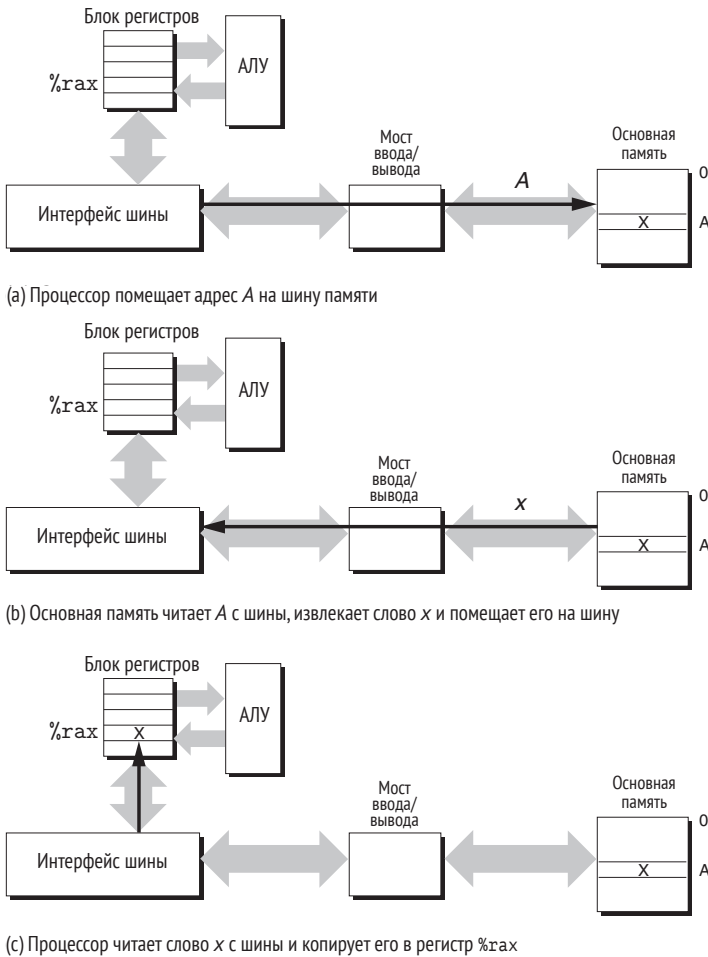 Блок регистров
%rax
АЛУ
Мост
ввода/
вывода
Основная
память
Интерфейс шины
A
0
X
A
(a) Процессор помещает адрес A на шину памяти
Блок регистров
%rax
АЛУ
Мост
ввода/
вывода
Основная
память
Интерфейс шины
x
0
X
A
(b) Основная память читает A с шины, извлекает слово x и помещает его на шину
Блок регистров
%rax
X
АЛУ
Мост
ввода/
вывода
Основная
память
Интерфейс шины
0
X
A
(c) Процессор читает слово x с шины и копирует его в регистр %rax